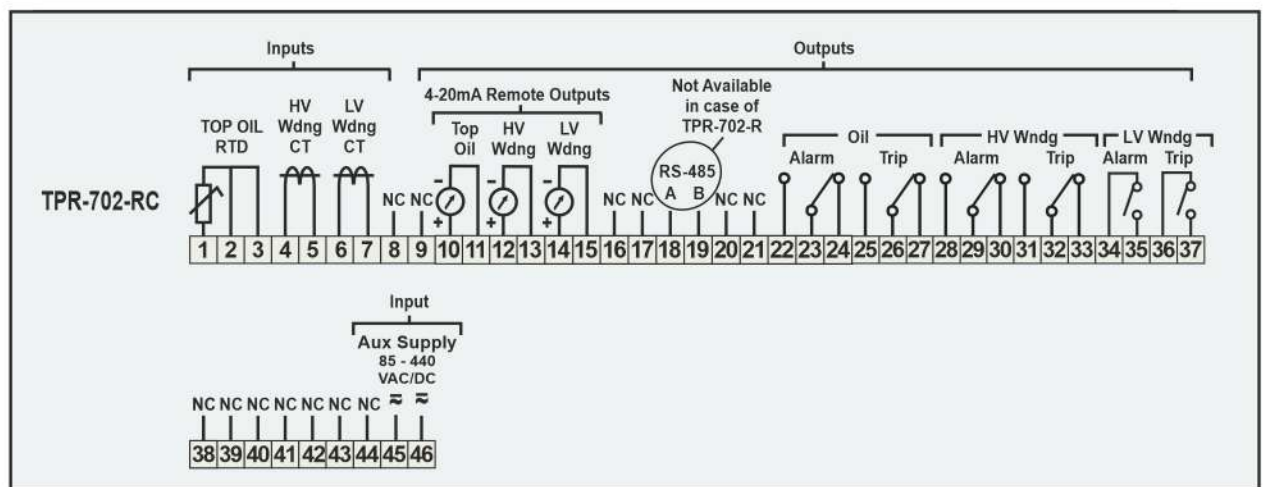 Inputs
Outputs
4-20mA Remote Outputs
Not Available
in case of
TPR-702-R
TOP OIL
RTD
HV
Wdng
CT
LV
Wdng
CT
Top
Oil
HV
Wdng
LV
Wdng
RS-485
A B
Oil
Alarm Trip
HV Wndg
Alarm Trip
LV Wndg
Alarm Trip
TPR-702-RC
NC NC
- + - + - +
NC NC
NC NC
1 2 3 4 5 6 7 8 9 10 11 12 13 14 15 16 17 18 19 20 21 22 23 24 25 26 27 28 29 30 31 32 33 34 35 36 37
Input
Aux Supply
85 - 440
VAC/DC
NC NC NC NC NC NC NC
38 39 40 41 42 43 44 45 46